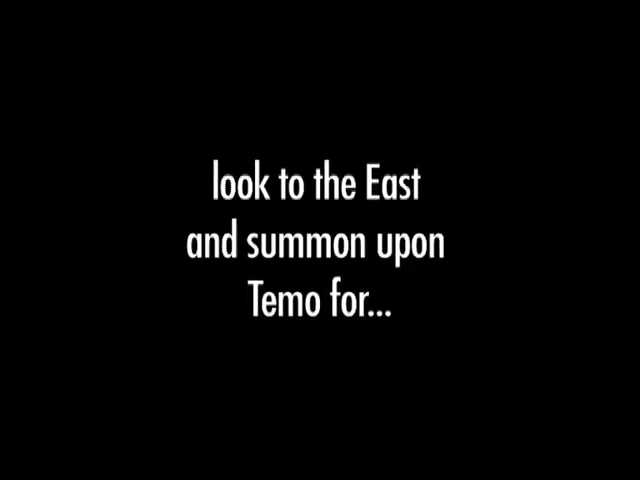 look to the East
and summon upon
Temo for...